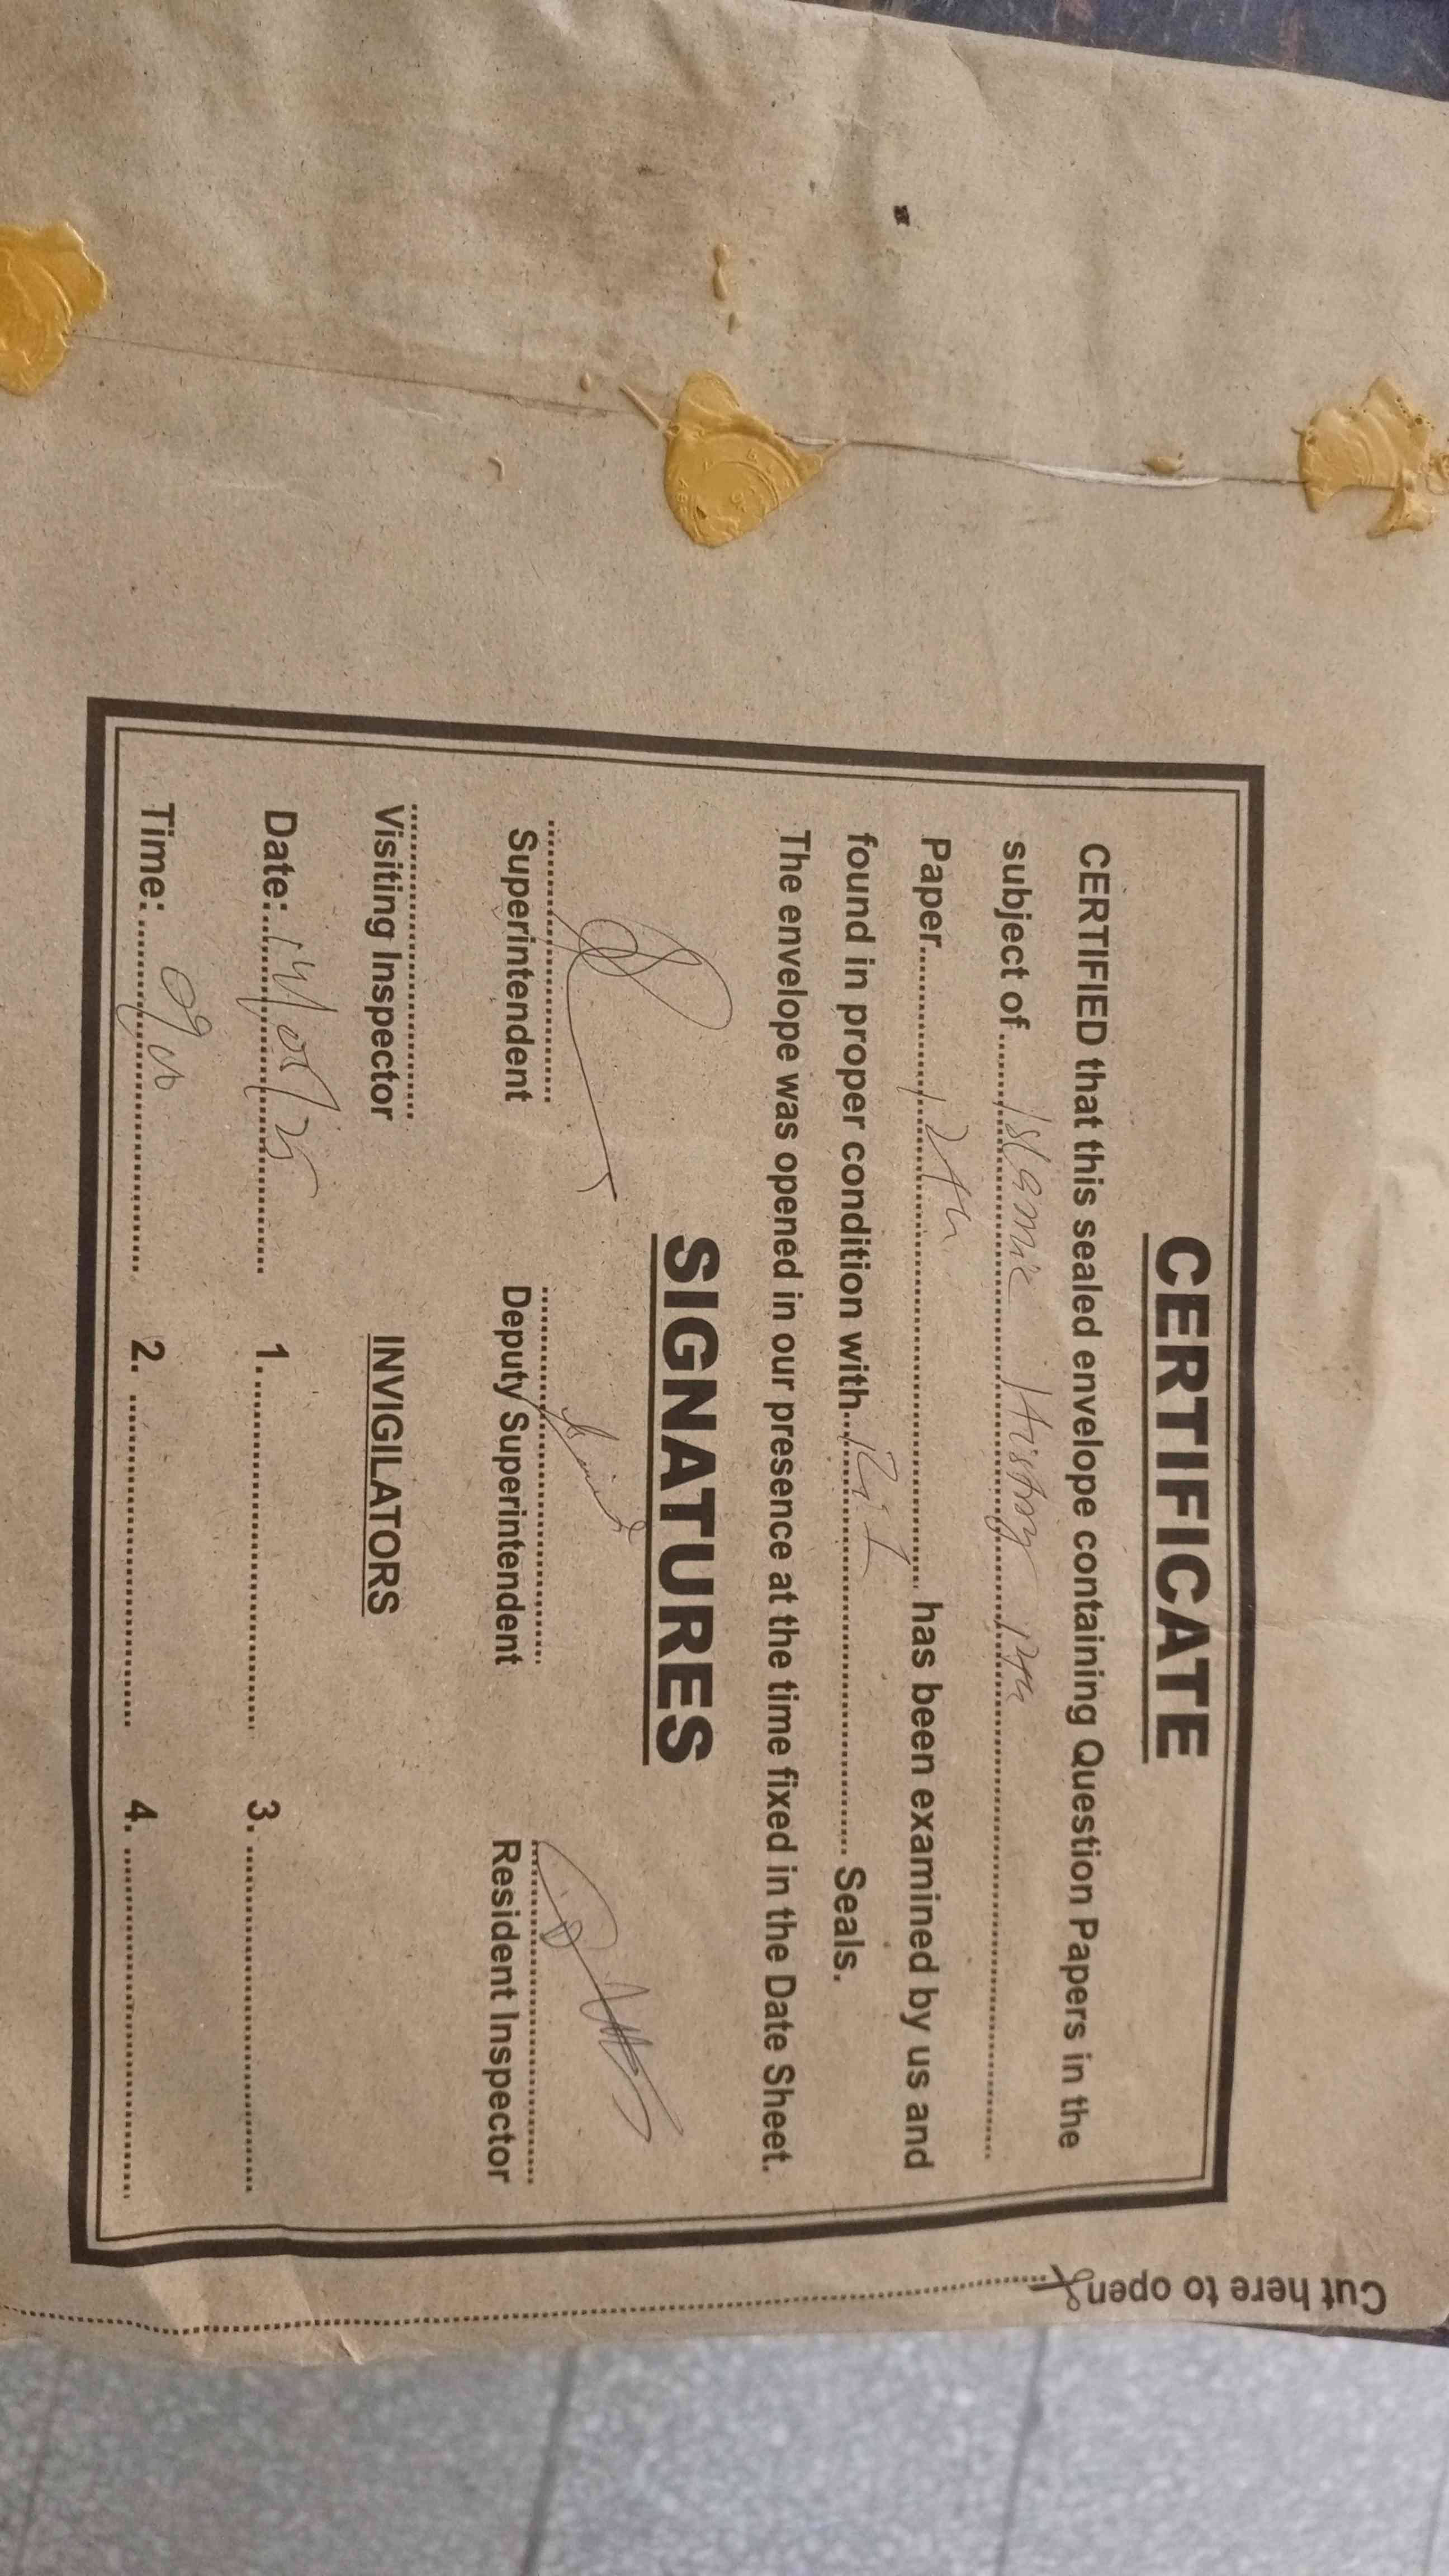 CERTIFICATE
CERTIFIED that this sealed envelope containing Question Papers in the
subject of Islamic History 12th
Paper 12th has been examined by us and
found in proper condition with Seals.
The envelope was opened in our presence at the time fixed in the Date Sheet.
SIGNATURES
Superintendent Deputy Superintendent Resident Inspector
Visiting Inspector INVIGILATORS
Date: 1. 3.
Time: 2. 4.
Cut here to open